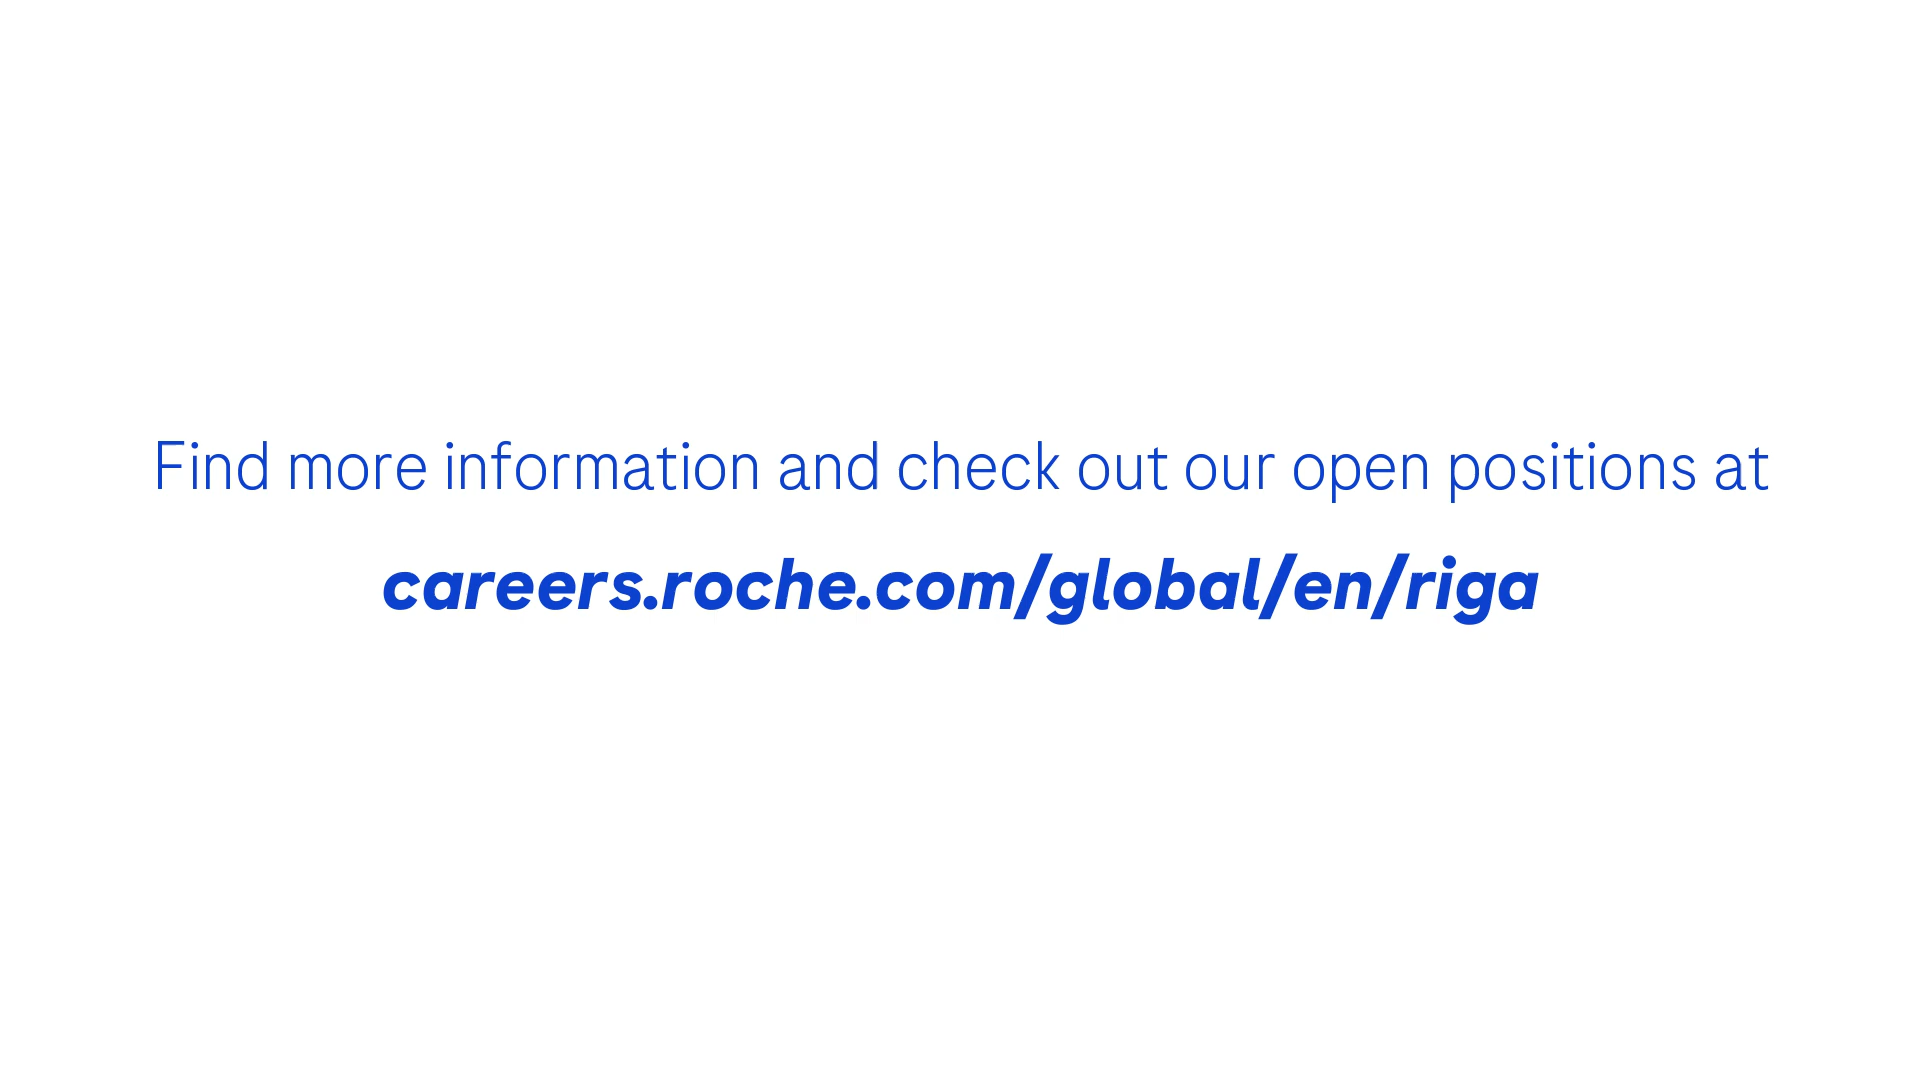 Find more information and check out our open positions at
careers.roche.com/global/en/riga